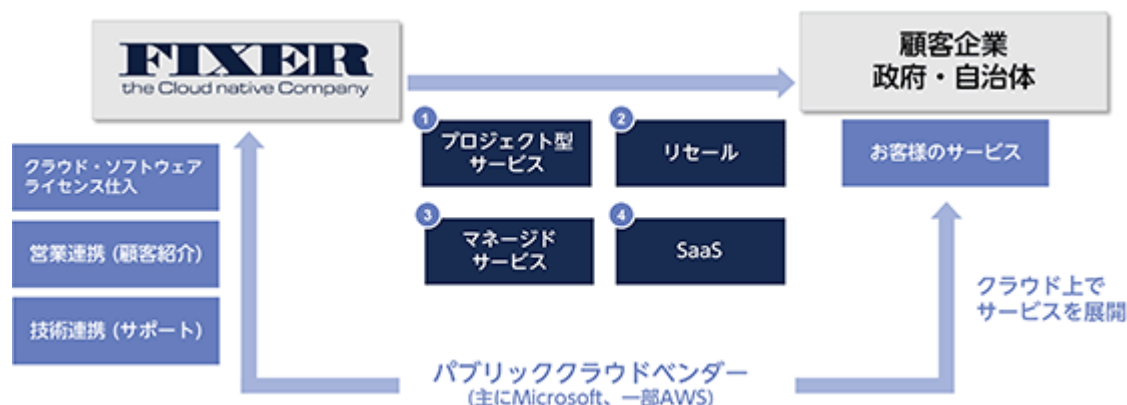 FIXER
the Cloud native Company
顧客企業
政府・自治体
1
プロジェクト型
サービス
2
リセール
お客様のサービス
クラウド・ソフトウェア
ライセンス仕入
営業連携 (顧客紹介)
技術連携 (サポート)
3
マネージド
サービス
4
SaaS
クラウド上で
サービスを展開
パブリッククラウドベンダー
(主にMicrosoft、一部AWS)